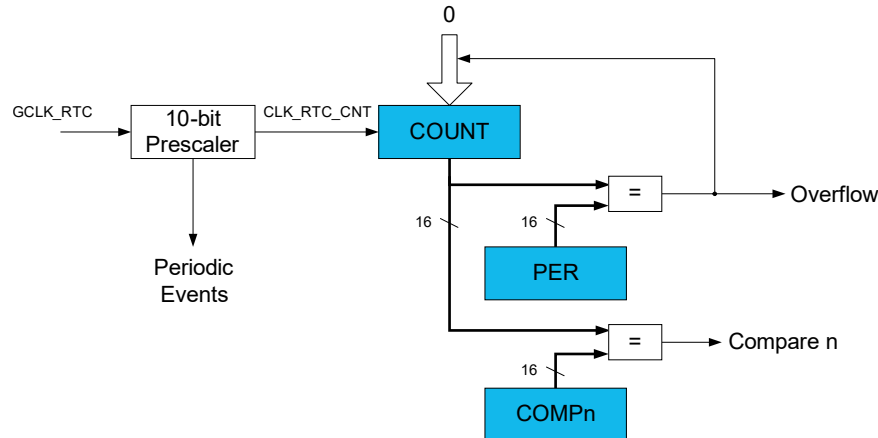 0
GCLK_RTC
10-bit
Prescaler
CLK_RTC_CNT
COUNT
=
Overflow
16
16
Periodic
Events
PER
=
Compare n
16
COMPn